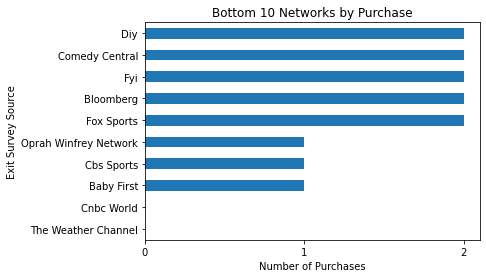 Bottom 10 Networks by Purchase
Diy
Comedy Central
Fyi
Bloomberg
Fox Sports
Oprah Winfrey Network
Cbs Sports
Baby First
Cnbc World
The Weather Channel
Exit Survey Source
0 1 2
Number of Purchases